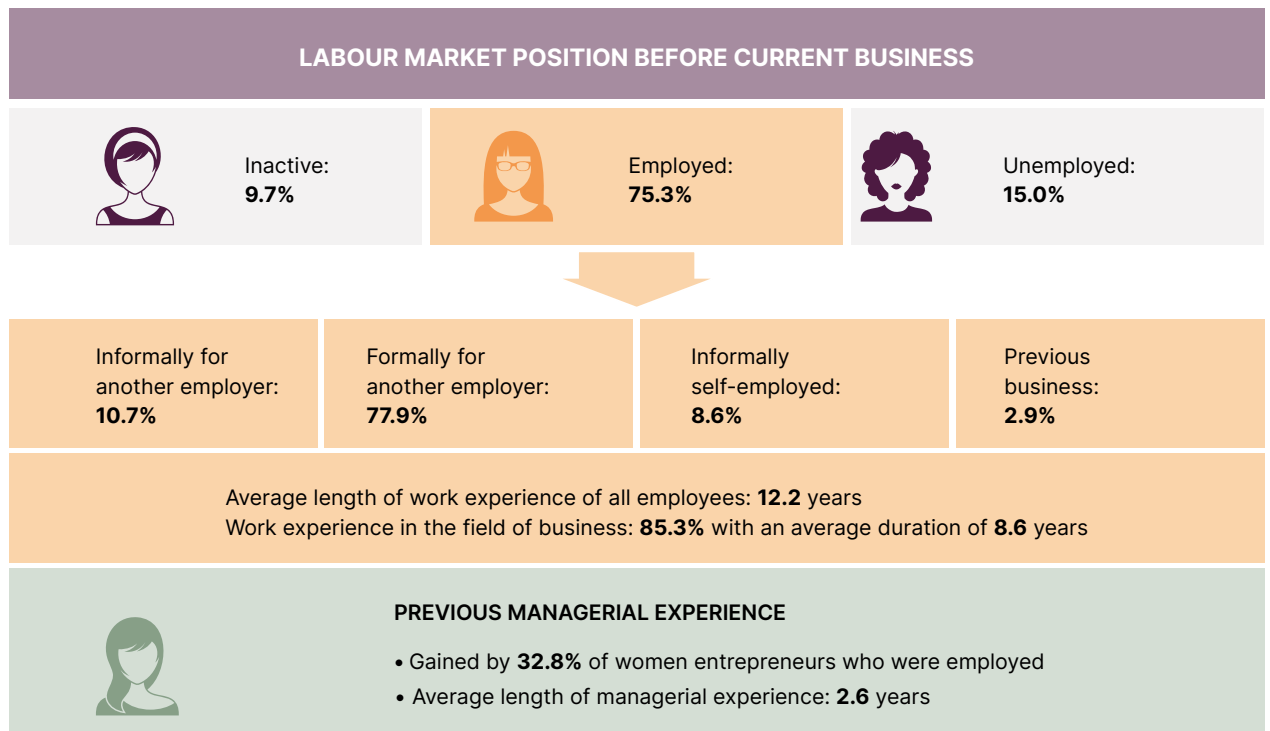 LABOUR MARKET POSITION BEFORE CURRENT BUSINESS
Inactive:
9.7%
Employed:
75.3%
Unemployed:
15.0%
Informally for
another employer:
10.7%
Formally for
another employer:
77.9%
Informally
self-employed:
8.6%
Previous
business:
2.9%
Average length of work experience of all employees: 12.2 years
Work experience in the field of business: 85.3% with an average duration of 8.6 years
PREVIOUS MANAGERIAL EXPERIENCE
• Gained by 32.8% of women entrepreneurs who were employed
• Average length of managerial experience: 2.6 years